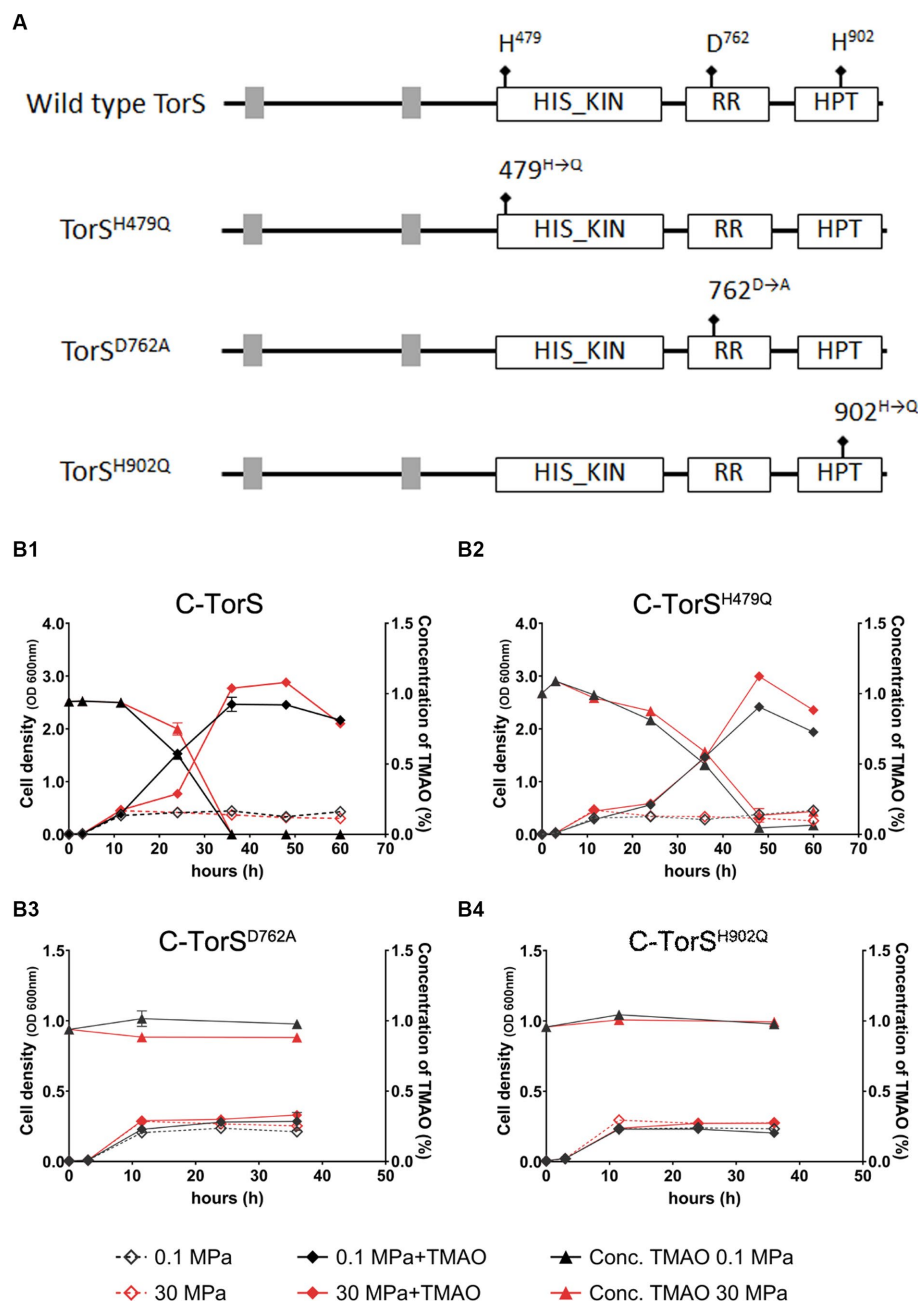 A
H479 D762 H902
Wild type TorS HIS_KIN RR HPT
479H→Q
TorSH479Q HIS_KIN RR HPT
762D→A
TorSD762A HIS_KIN RR HPT
902H→Q
TorSH902Q HIS_KIN RR HPT
B1
C-TorS
Cell density (OD 600nm)
4.0
3.0
2.0
1.0
0.0
Concentration of TMAO (%)
1.5
1.0
0.5
0.0
0 10 20 30 40 50 60 70
hours (h)
B2
C-TorSH479Q
Cell density (OD 600nm)
4.0
3.0
2.0
1.0
0.0
Concentration of TMAO (%)
1.5
1.0
0.5
0.0
0 10 20 30 40 50 60 70
hours (h)
B3
C-TorSD762A
Cell density (OD 600nm)
1.5
1.0
0.5
0.0
Concentration of TMAO (%)
1.5
1.0
0.5
0.0
0 10 20 30 40 50
hours (h)
B4
C-TorSH902Q
Cell density (OD 600nm)
1.5
1.0
0.5
0.0
Concentration of TMAO (%)
1.5
1.0
0.5
0.0
0 10 20 30 40 50
hours (h)
0.1 MPa 0.1 MPa+TMAO Conc. TMAO 0.1 MPa
30 MPa 30 MPa+TMAO Conc. TMAO 30 MPa